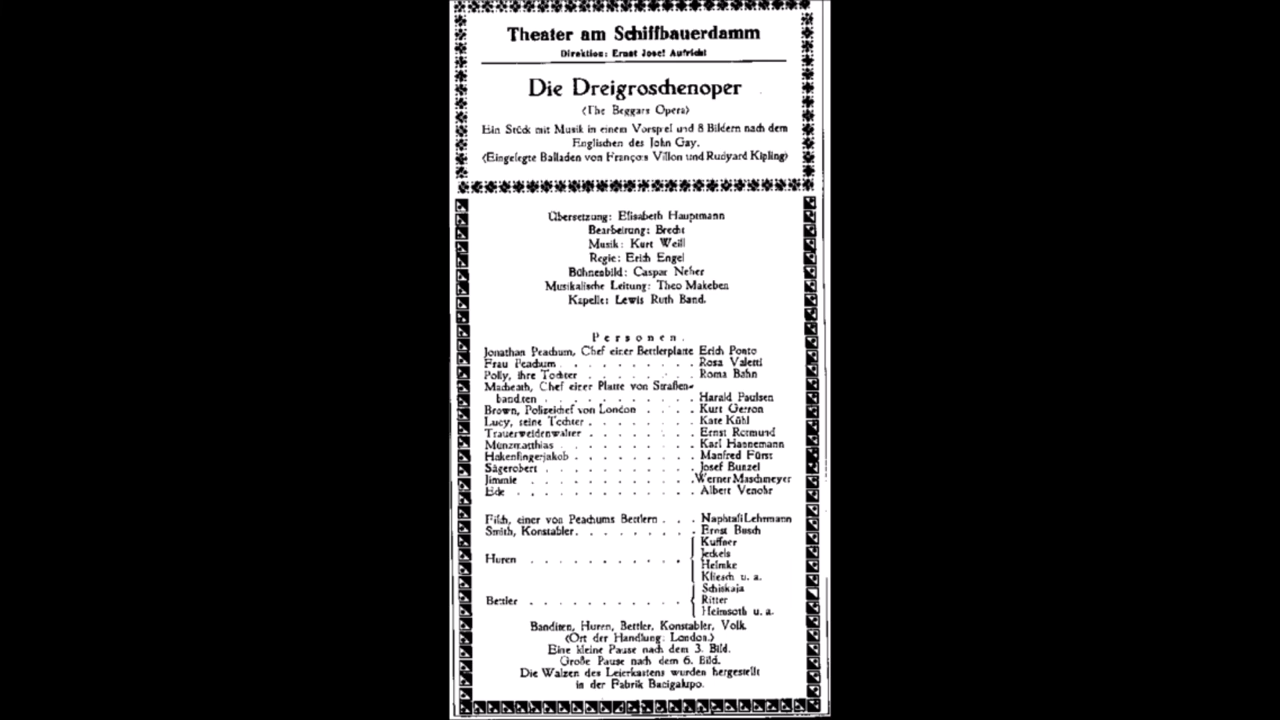 Theater am Schiffbauerdamm
Direktion: Ernst Josef Aufricht
Die Dreigroschenoper
(The Beggars Opera)
Ein Stück mit Musik in einem Vorspiel und 8 Bildern nach dem
Englischen des John Gay.
(Eingelegte Balladen von François Villon und Rudyard Kipling)
Übersetzung: Elisabeth Hauptmann
Bearbeitung: Brecht
Musik: Kurt Weill
Regie: Erich Engel
Bühnenbild: Caspar Neher
Musikalische Leitung: Theo Makeben
Kapelle: Lewis Ruth Band.
Personen.
Jonathan Peachum, Chef einer Bettlerplatte Erich Ponto
Frau Peachum . . . . . . . . . . Rosa Valetti
Polly, ihre Tochter . . . . . . . . Roma Bahn
Macheath, Chef einer Platte von Straßen-
banditen . . . . . . . . . . . Harald Paulsen
Brown, Polizeichef von London . . . . Kurt Gerron
Lucy, seine Tochter . . . . . . . . Kate Kühl
Trauerweidenwalter . . . . . . . . Ernst Rotmund
Münzmatthias . . . . . . . . . . Karl Hannemann
Hakenfingerjakob . . . . . . . . . Manfred Fürst
Sägerobert . . . . . . . . . . . Josef Bunzel
Jimmie . . . . . . . . . . . . Werner Maschmeyer
Ede . . . . . . . . . . . . . Albert Venohr
Filch, einer von Peachums Bettlern . . . Naphtali Lehrmann
Smith, Konstabler. . . . . . . . . Ernst Busch
Huren . . . . . . . . . . . Kuffner
Jeckels
Helmke
Kliesch u. a.
Bettler . . . . . . . . . . . Schiskaja
Ritter
Heimsoth u. a.
Banditen, Huren, Bettler, Konstabler, Volk.
(Ort der Handlung: London.)
Eine kleine Pause nach dem 3. Bild.
Große Pause nach dem 6. Bild.
Die Walzen des Leierkastens wurden hergestellt
in der Fabrik Bacigalupo.